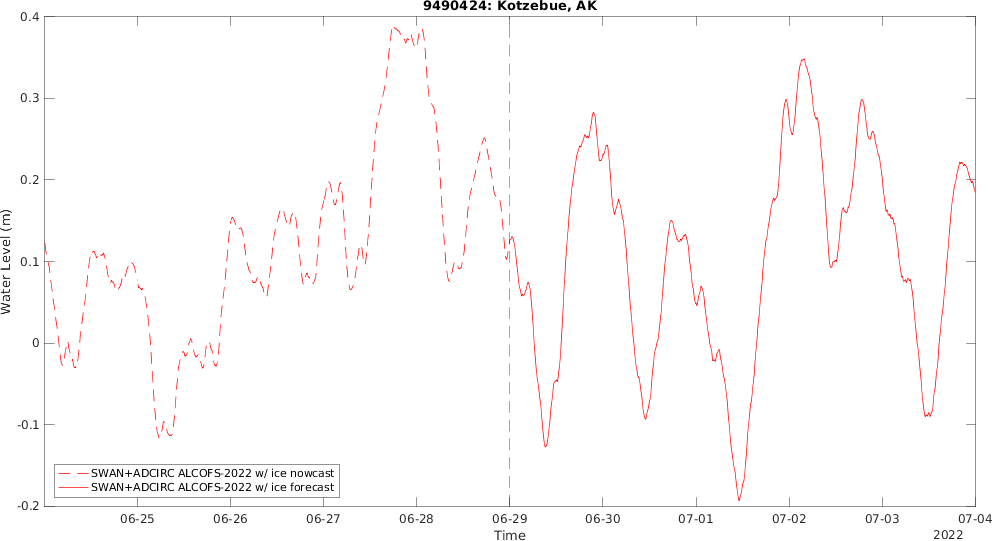 9490424: Kotzebue, AK
0.4
0.3
0.2
0.1
0
-0.1
-0.2
Water Level (m)
SWAN+ADCIRC ALCOFS-2022 w/ ice nowcast
SWAN+ADCIRC ALCOFS-2022 w/ ice forecast
06-25 06-26 06-27 06-28 06-29 06-30 07-01 07-02 07-03 07-04
Time
2022